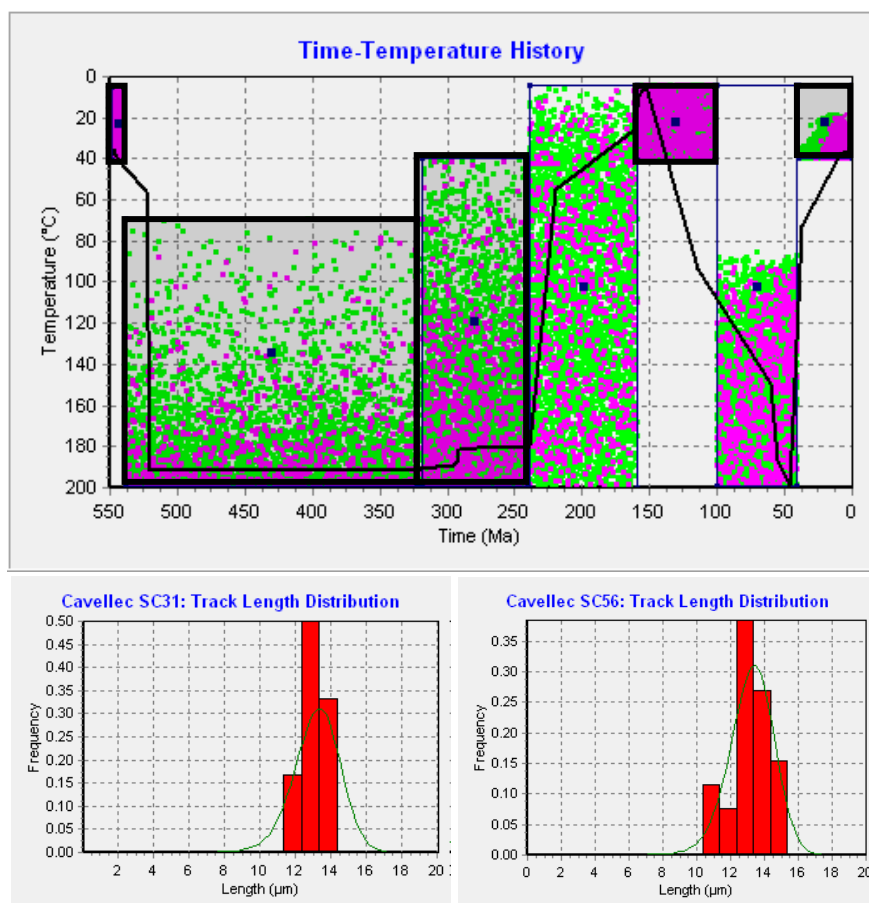 Time-Temperature History
Temperature (°C)
0
20
40
60
80
100
120
140
160
180
200
550 500 450 400 350 300 250 200 150 100 50 0
Time (Ma)
Cavellec SC31: Track Length Distribution
Frequency
0.50
0.45
0.40
0.35
0.30
0.25
0.20
0.15
0.10
0.05
0.00
2 4 6 8 10 12 14 16 18 20
Length (µm)
Cavellec SC56: Track Length Distribution
Frequency
0.35
0.30
0.25
0.20
0.15
0.10
0.05
0.00
0 2 4 6 8 10 12 14 16 18 20
Length (µm)